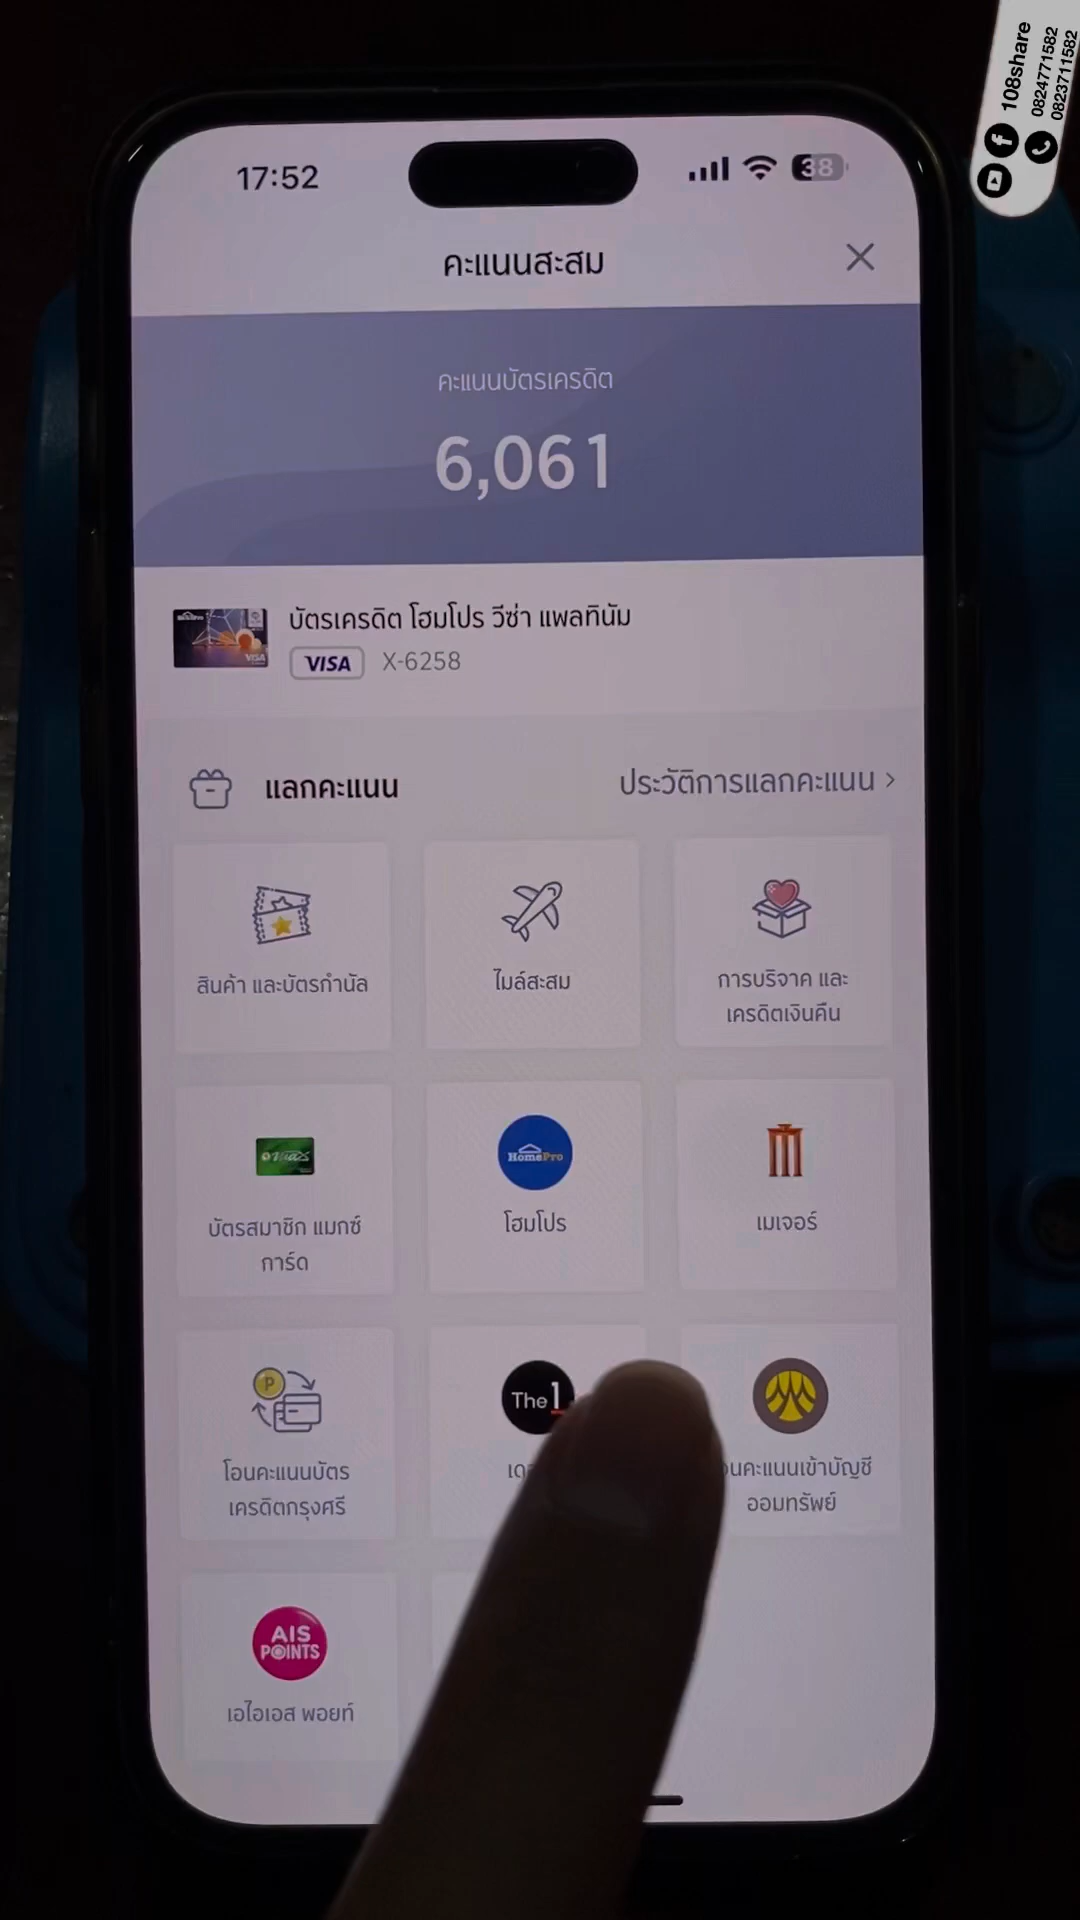 108share
0824771582
0823711582
17:52
38
คะแนนสะสม
คะแนนบัตรเครดิต
6,061
บัตรเครดิต โฮมโปร วีซ่า แพลทินัม
VISA X-6258
แลกคะแนน
ประวัติการแลกคะแนน >
สินค้า และบัตรกำนัล
ไมล์สะสม
การบริจาค และ
เครดิตเงินคืน
บัตรสมาชิก แมกซ์
การ์ด
HomePro
โฮมโปร
เมเจอร์
P
โอนคะแนนบัตร
เครดิตกรุงศรี
The 1
นคะแนนเข้าบัญชี
ออมทรัพย์
AIS
POINTS
เอไอเอส พอยท์